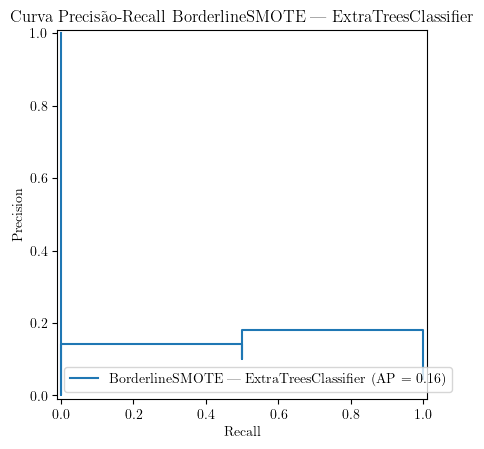 Curva Precisão-Recall BorderlineSMOTE — ExtraTreesClassifier
1.0
0.8
0.6
0.4
0.2
0.0
Precision
BorderlineSMOTE — ExtraTreesClassifier (AP = 0.16)
0.0 0.2 0.4 0.6 0.8 1.0
Recall